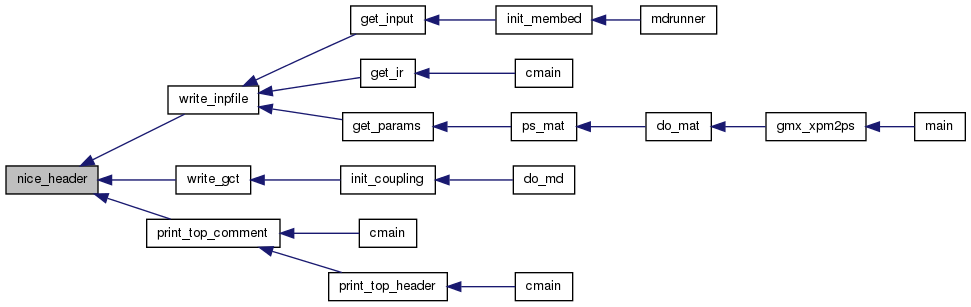 get_input
init_membed
mdrunner
get_ir
cmain
write_inpfile
get_params
ps_mat
do_mat
gmx_xpm2ps
main
nice_header
write_gct
init_coupling
do_md
print_top_comment
cmain
print_top_header
cmain